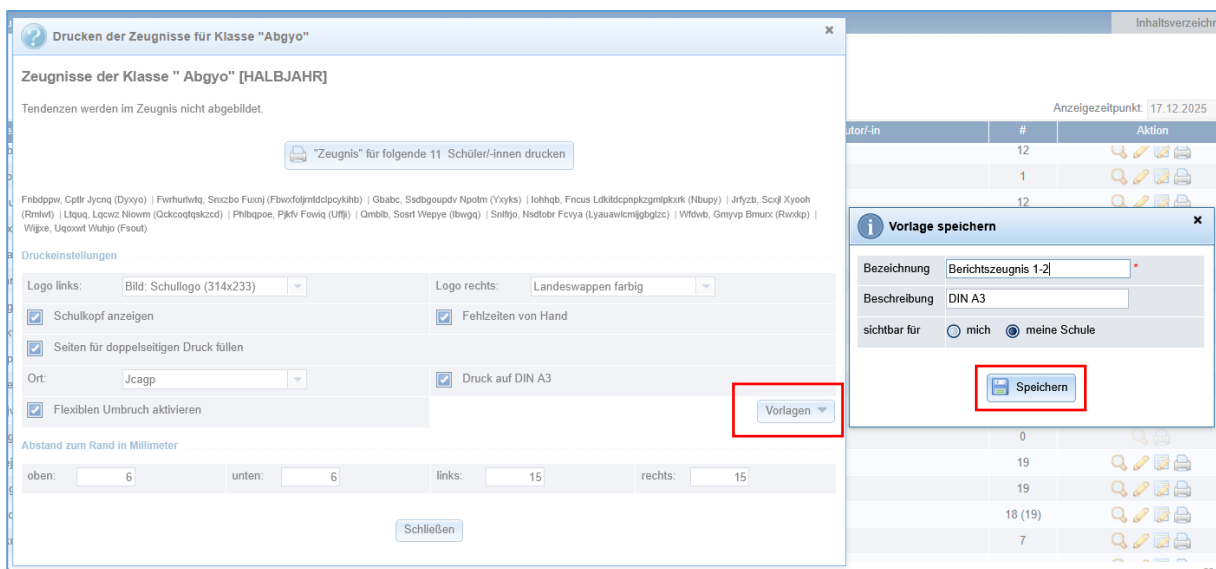 Inhaltsverzeichn
Drucken der Zeugnisse für Klasse "Abgyo"
Zeugnisse der Klasse " Abgyo" [HALBJAHR]
Tendenzen werden im Zeugnis nicht abgebildet.
Anzeigezeitpunkt: 17.12.2025
utor/-in # Aktion
12
"Zeugnis" für folgende 11 Schüler/-innen drucken
1
12
Fnbdppw, Cptlr Jycnq (Dyxyo) | Fwrhurlwtq, Snxzbo Fuxnj (Fbwxfoljrntdclpcykihb) | Gbabc, Ssdbgoupdv Npotm (Yxyks) | Iohhqb, Fncus Ldkitdcpnpkzgmlpkxrk (Nbupy) | Jrfyzb, Scxjl Xyooh
(Rmlwt) | Ltquq, Lqcwz Niowm (Qckcoqtqskzcd) | Phlbqpoe, Pjkfv Fowiq (Uffji) | Qmblb, Sosrt Wepye (Ibwgq) | Snlfrjo, Nsdtobr Fcvya (Lyauawlcmljgbglzc) | Wfdwb, Gmyvp Bmurx (Rwxkp) |
Wijjxe, Uqoxwt Wuhjo (Fsout)
Vorlage speichern
Druckeinstellungen
Bezeichnung Berichtszeugnis 1-2 *
Logo links: Bild: Schullogo (314x233) Logo rechts: Landeswappen farbig
Beschreibung DIN A3
Schulkopf anzeigen Fehlzeiten von Hand
sichtbar für mich meine Schule
Seiten für doppelseitigen Druck füllen
Ort: Jcagp Druck auf DIN A3
Speichern
Flexiblen Umbruch aktivieren Vorlagen
Abstand zum Rand in Millimeter
0
oben: 6 unten: 6 links: 15 rechts: 15
19
19
18 (19)
Schließen
7